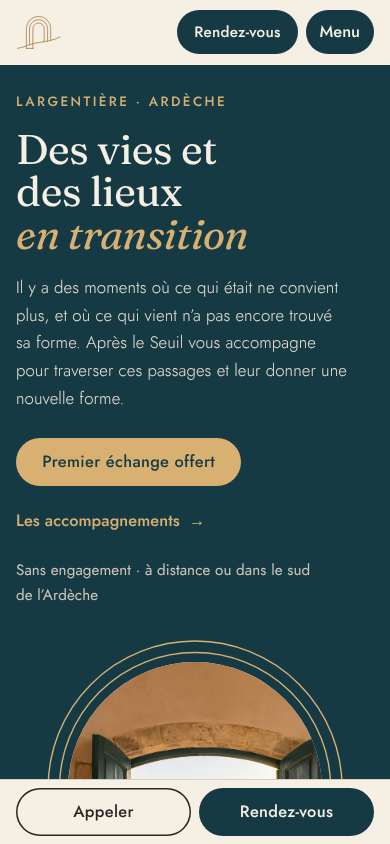 Rendez-vous
Menu
LARGENTIÈRE · ARDÈCHE
Des vies et
des lieux
en transition
Il y a des moments où ce qui était ne convient
plus, et où ce qui vient n’a pas encore trouvé
sa forme. Après le Seuil vous accompagne
pour traverser ces passages et leur donner une
nouvelle forme.
Premier échange offert
Les accompagnements →
Sans engagement · à distance ou dans le sud
de l’Ardèche
Appeler
Rendez-vous